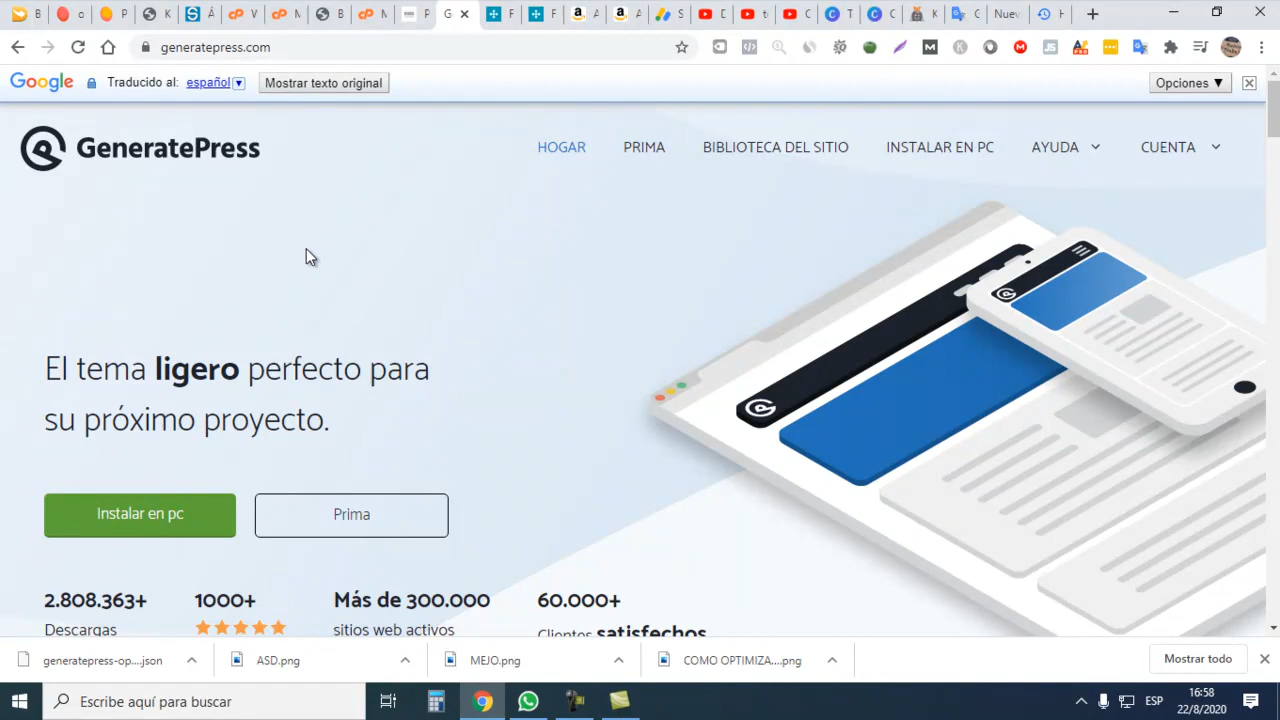 generatepress.com
Google
Traducido al: español
Mostrar texto original
Opciones ▼
GeneratePress
HOGAR
PRIMA
BIBLIOTECA DEL SITIO
INSTALAR EN PC
AYUDA
CUENTA
El tema ligero perfecto para
su próximo proyecto.
Instalar en pc
Prima
2.808.363+
Descargas
1000+
Más de 300.000
sitios web activos
60.000+
Clientes satisfechos
generatepress-op....json
ASD.png
MEJO.png
COMO OPTIMIZA....png
Mostrar todo
Escribe aquí para buscar
ESP
16:58
22/8/2020